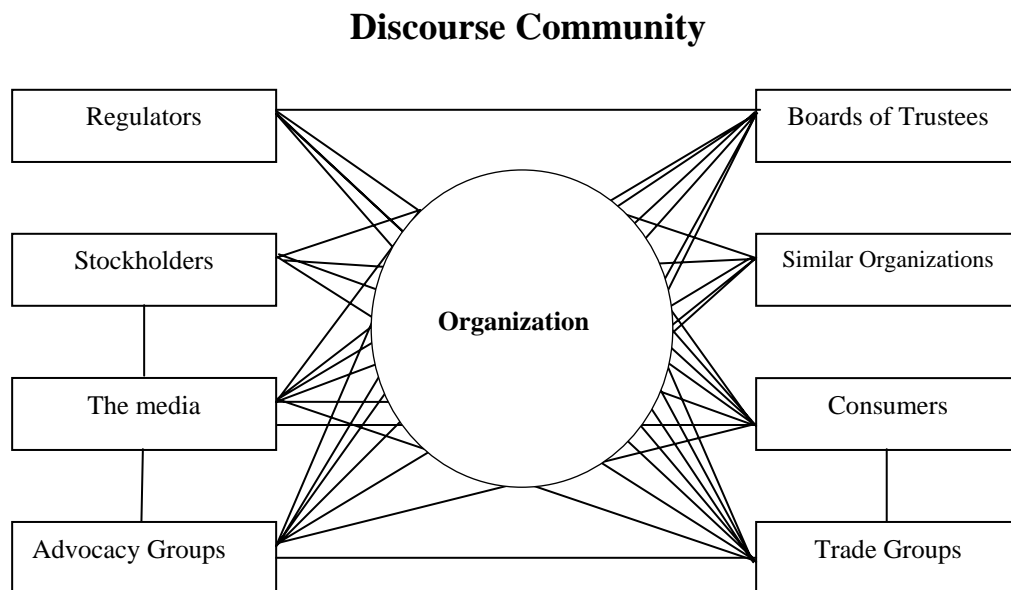 Discourse Community
Regulators
Boards of Trustees
Stockholders
Similar Organizations
Organization
The media
Consumers
Advocacy Groups
Trade Groups